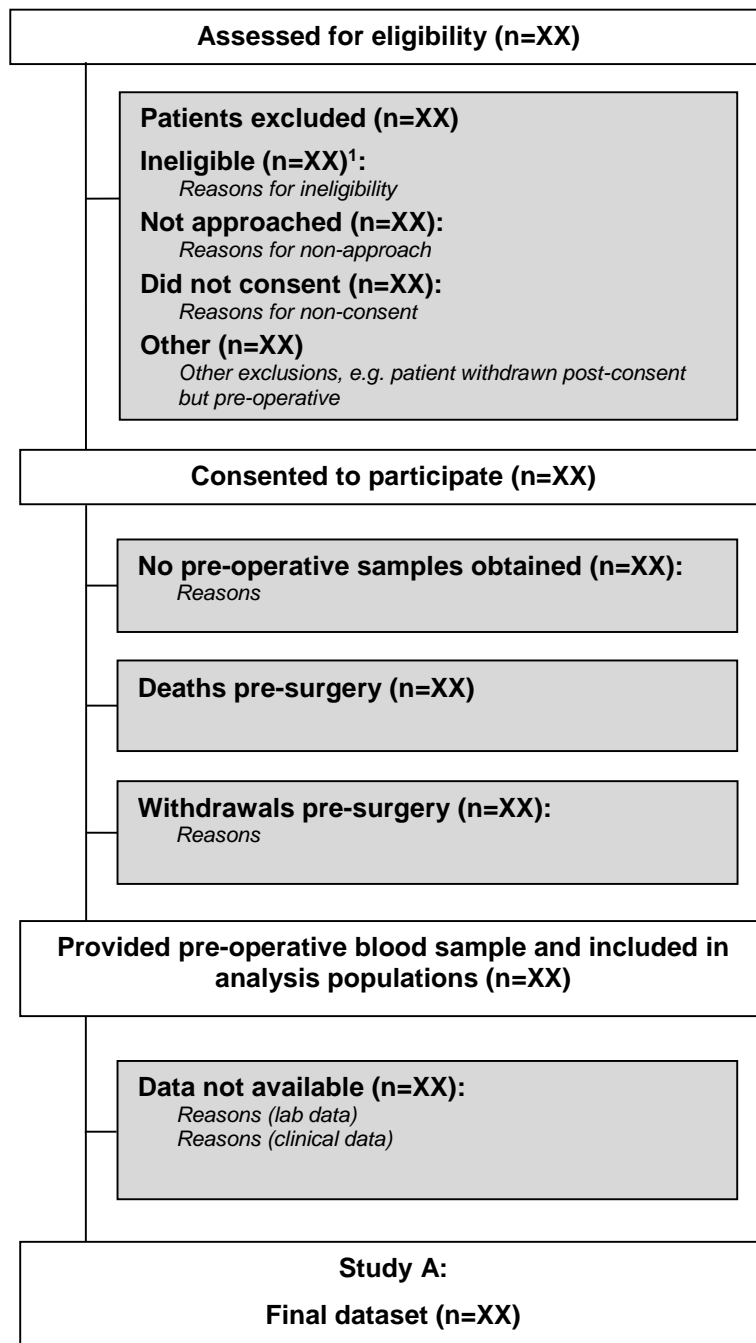 Assessed for eligibility (n=XX)
Patients excluded (n=XX)
Ineligible (n=XX)¹:
Reasons for ineligibility
Not approached (n=XX):
Reasons for non-approach
Did not consent (n=XX):
Reasons for non-consent
Other (n=XX)
Other exclusions, e.g. patient withdrawn post-consent
but pre-operative
Consented to participate (n=XX)
No pre-operative samples obtained (n=XX):
Reasons
Deaths pre-surgery (n=XX)
Withdrawals pre-surgery (n=XX):
Reasons
Provided pre-operative blood sample and included in
analysis populations (n=XX)
Data not available (n=XX):
Reasons (lab data)
Reasons (clinical data)
Study A:
Final dataset (n=XX)